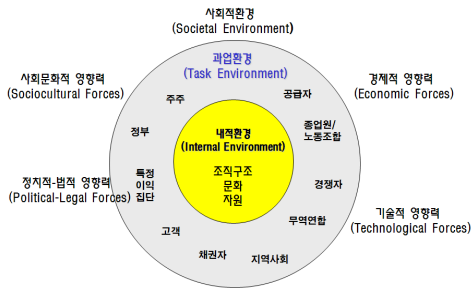 사회적환경
(Societal Environment)
과업환경
(Task Environment)
사회문화적 영향력
(Sociocultural Forces)
경제적 영향력
(Economic Forces)
주주
공급자
정부
내적환경
(Internal Environment)
종업원/
노동조합
조직구조
문화
자원
특정
이익
집단
경쟁자
정치적-법적 영향력
(Political-Legal Forces)
기술적 영향력
(Technological Forces)
무역연합
고객
채권자
지역사회